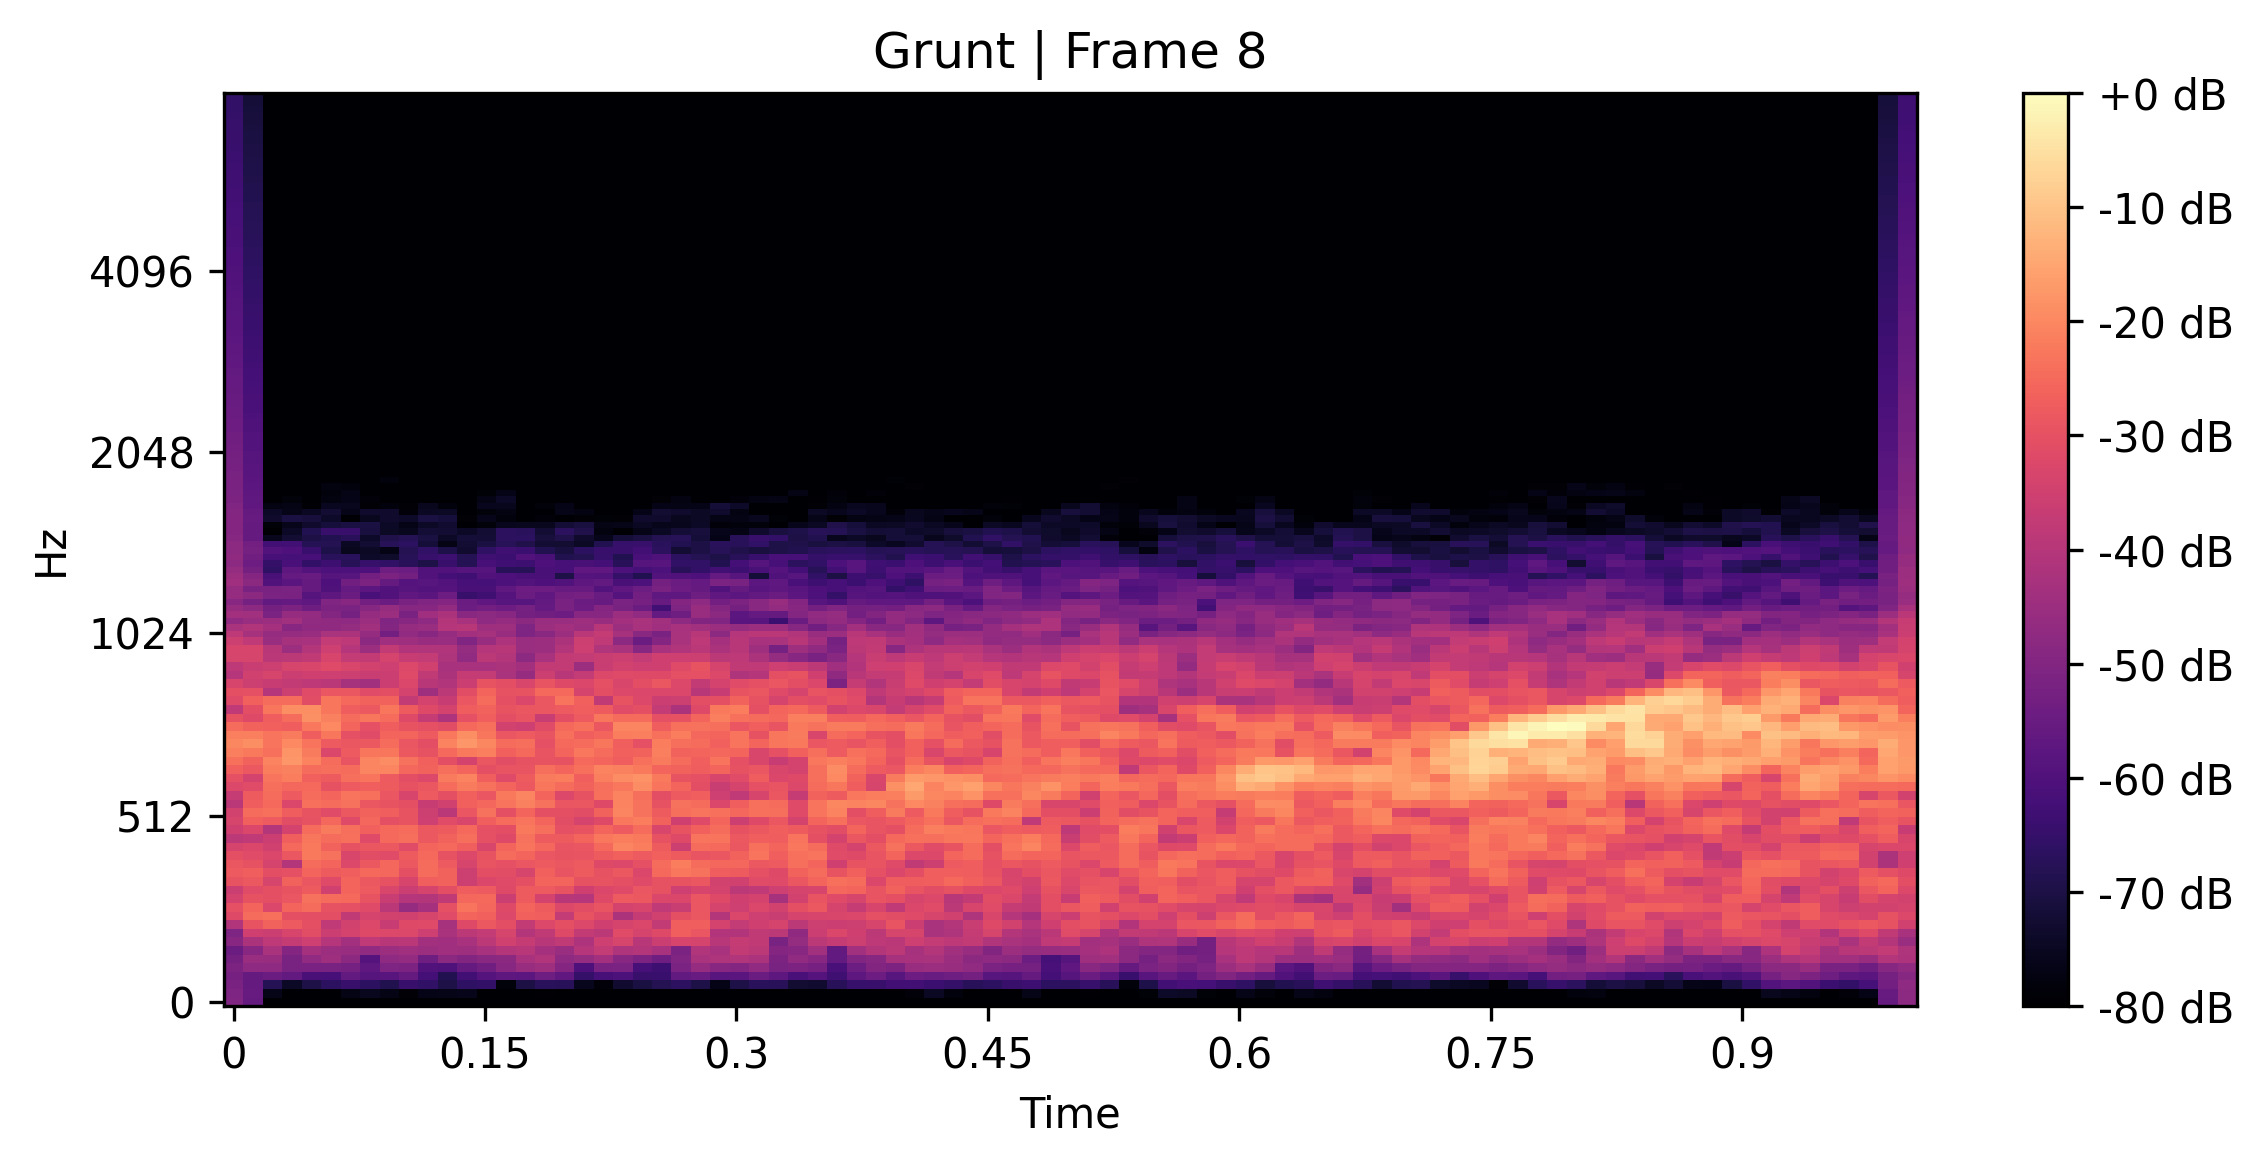 Grunt | Frame 8
+0 dB
-10 dB
-20 dB
-30 dB
-40 dB
-50 dB
-60 dB
-70 dB
-80 dB
Hz
4096
2048
1024
512
0
0 0.15 0.3 0.45 0.6 0.75 0.9
Time